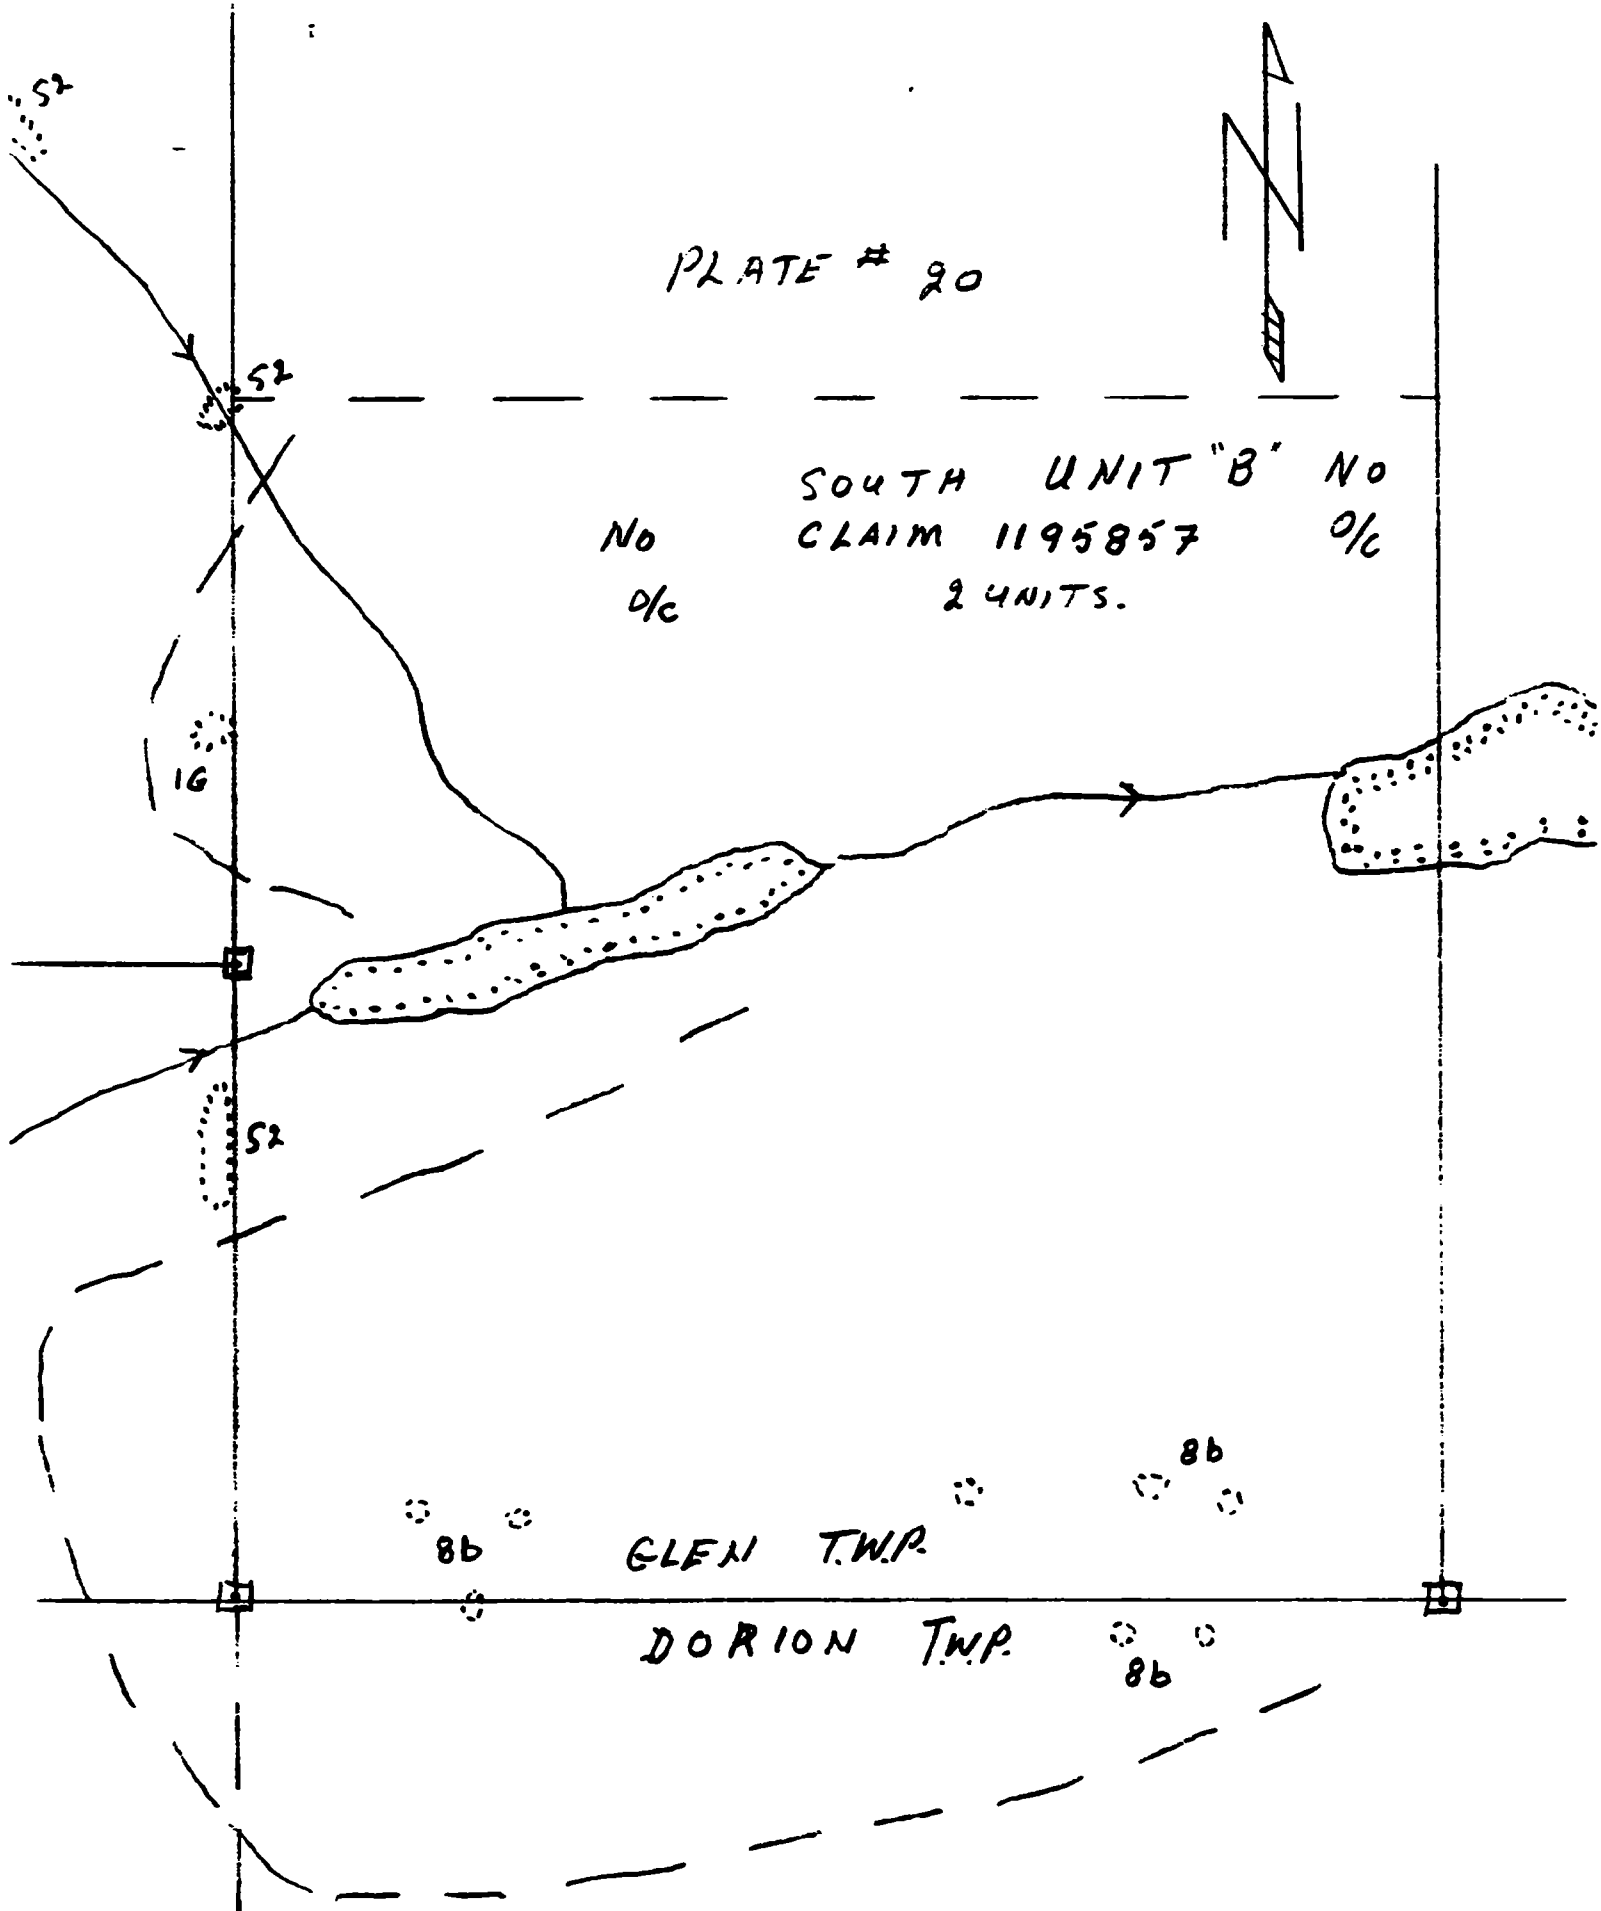 S2
PLATE # 20
S2
SOUTH UNIT "B" No
No CLAIM 1195857 O/C
O/C 2 UNITS.
1G
S2
8b
8b
GLEN T.W.P.
DORION T.W.P.
8b